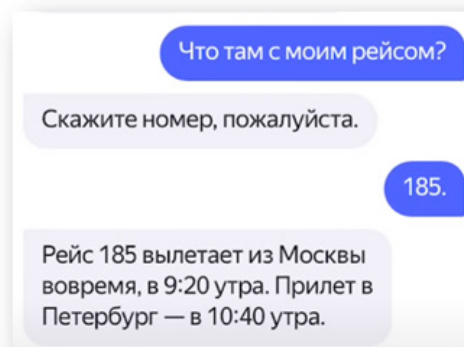 Что там с моим рейсом?
Скажите номер, пожалуйста.
185.
Рейс 185 вылетает из Москвы
вовремя, в 9:20 утра. Прилет в
Петербург — в 10:40 утра.